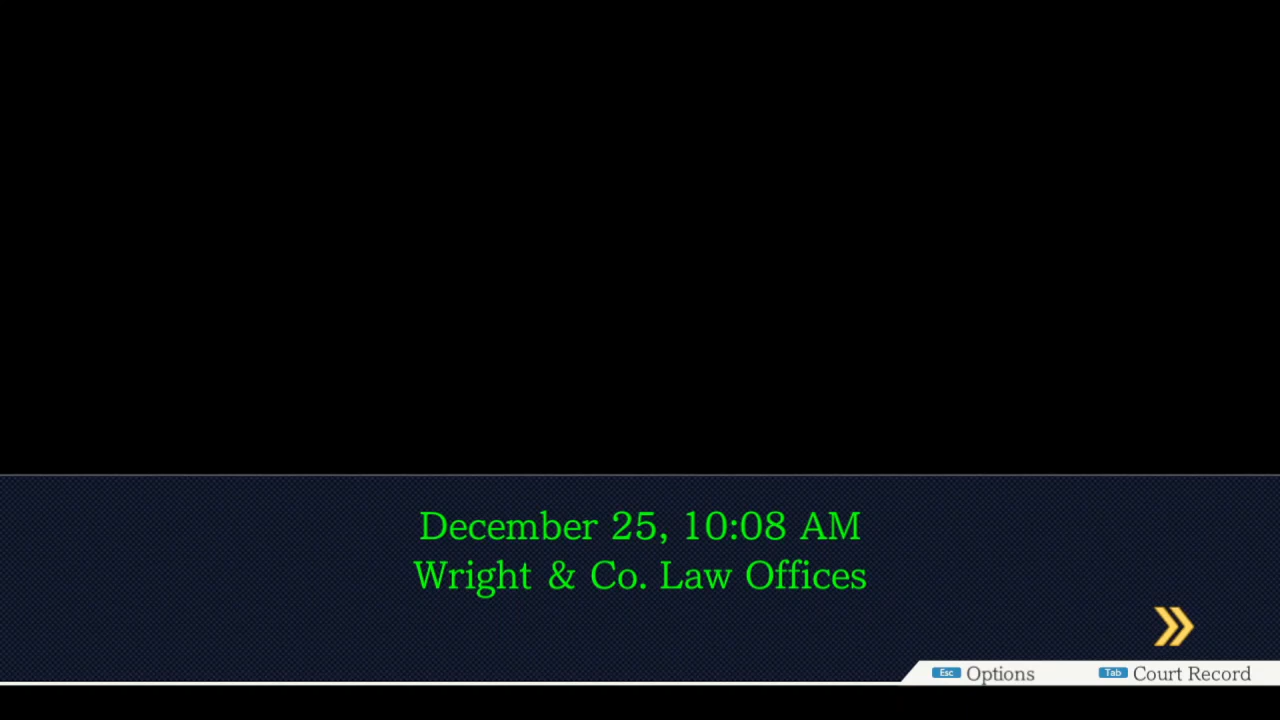 December 25, 10:08 AM
Wright & Co. Law Offices
Esc Options Tab Court Record